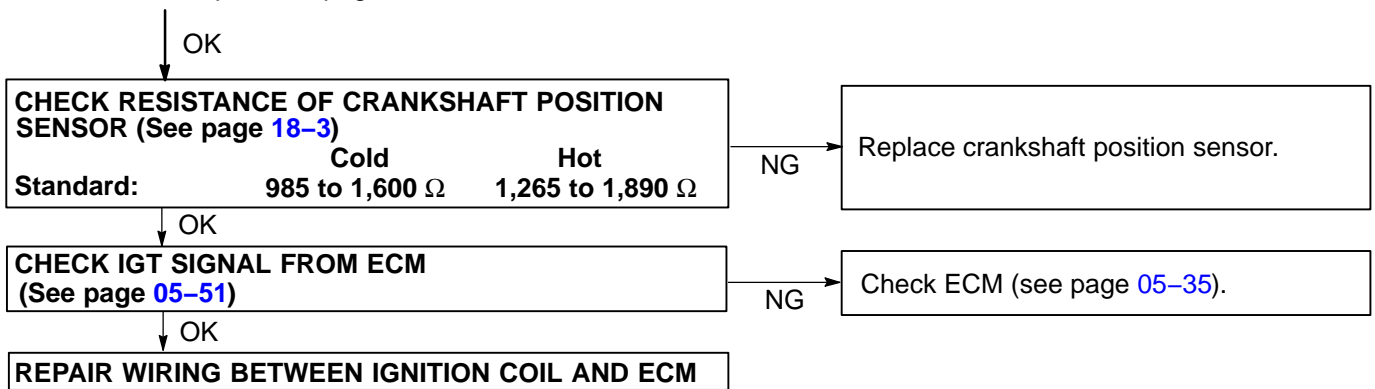 OK
CHECK RESISTANCE OF CRANKSHAFT POSITION
SENSOR (See page 18−3)
Cold Hot
Standard: 985 to 1,600 Ω 1,265 to 1,890 Ω
NG
Replace crankshaft position sensor.
OK
CHECK IGT SIGNAL FROM ECM
(See page 05−51)
NG
Check ECM (see page 05−35).
OK
REPAIR WIRING BETWEEN IGNITION COIL AND ECM